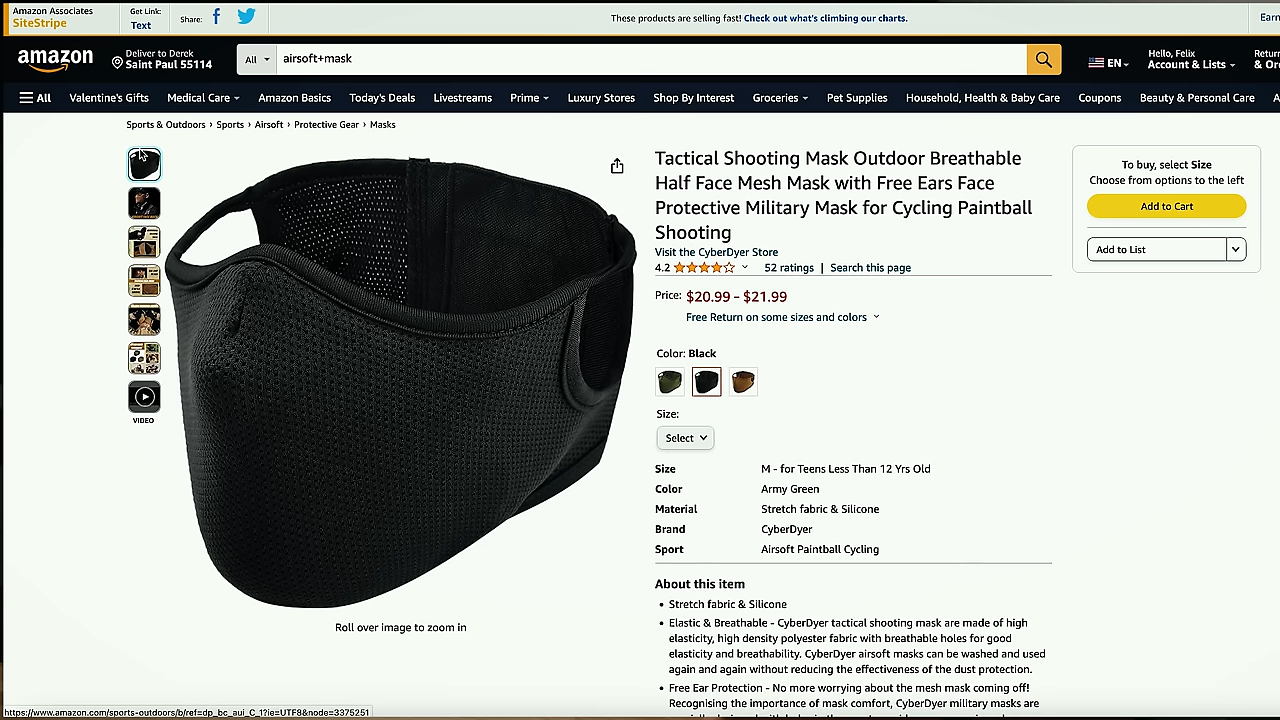 Amazon Associates
SiteStripe
Get Link:
Text
Share:
These products are selling fast! Check out what's climbing our charts.
Earn
amazon
Deliver to Derek
Saint Paul 55114
All
airsoft+mask
EN
Hello, Felix
Account & Lists
Return
& Or
All
Valentine's Gifts
Medical Care
Amazon Basics
Today's Deals
Livestreams
Prime
Luxury Stores
Shop By Interest
Groceries
Pet Supplies
Household, Health & Baby Care
Coupons
Beauty & Personal Care
A
Sports & Outdoors › Sports › Airsoft › Protective Gear › Masks
VIDEO
Roll over image to zoom in
Tactical Shooting Mask Outdoor Breathable
Half Face Mesh Mask with Free Ears Face
Protective Military Mask for Cycling Paintball
Shooting
Visit the CyberDyer Store
4.2 52 ratings | Search this page
Price: $20.99 - $21.99
Free Return on some sizes and colors
Color: Black
Size:
Select
Size M - for Teens Less Than 12 Yrs Old
Color Army Green
Material Stretch fabric & Silicone
Brand CyberDyer
Sport Airsoft Paintball Cycling
About this item
• Stretch fabric & Silicone
• Elastic & Breathable - CyberDyer tactical shooting mask are made of high
elasticity, high density polyester fabric with breathable holes for good
elasticity and breathability. CyberDyer airsoft masks can be washed and used
again and again without reducing the effectiveness of the dust protection.
• Free Ear Protection - No more worrying about the mesh mask coming off!
Recognising the importance of mask comfort, CyberDyer military masks are
To buy, select Size
Choose from options to the left
Add to Cart
Add to List
https://www.amazon.com/sports-outdoors/b/ref=dp_bc_aui_C_1?ie=UTF8&node=3375251